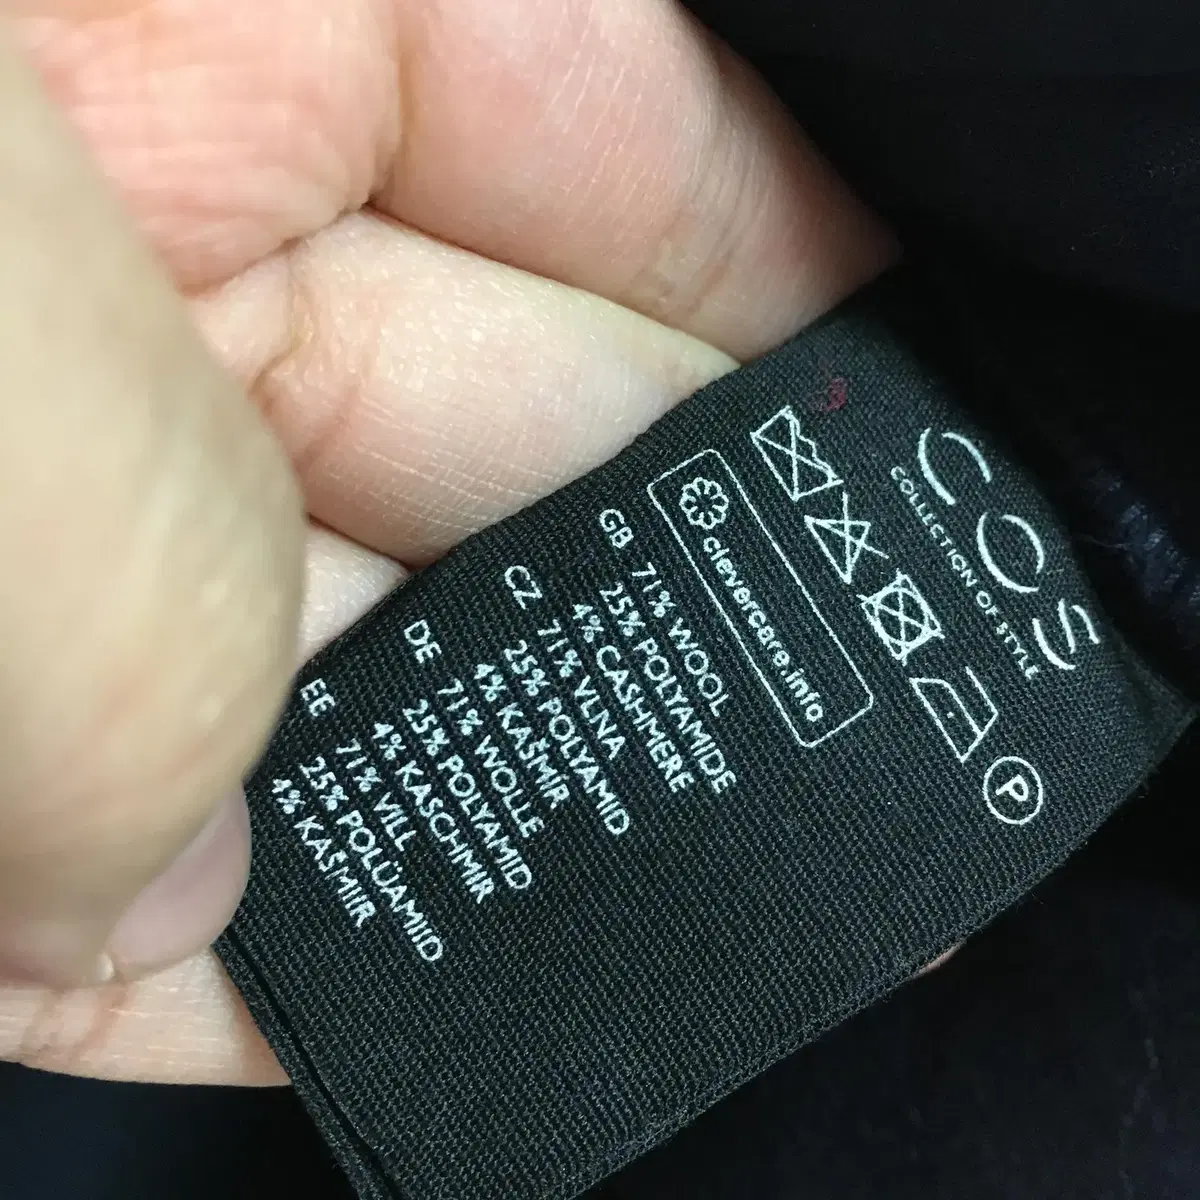 COS
COLLECTION OF STYLE
P
clevercare.info
GB 71% WOOL
25% POLYAMIDE
4% CASHMERE
CZ 71% VLNA
25% POLYAMID
4% KAŠMÍR
DE 71% WOLLE
25% POLYAMID
4% KASCHMIR
EE 71% VILL
25% POLÜAMIID
4% KAŠMIIR